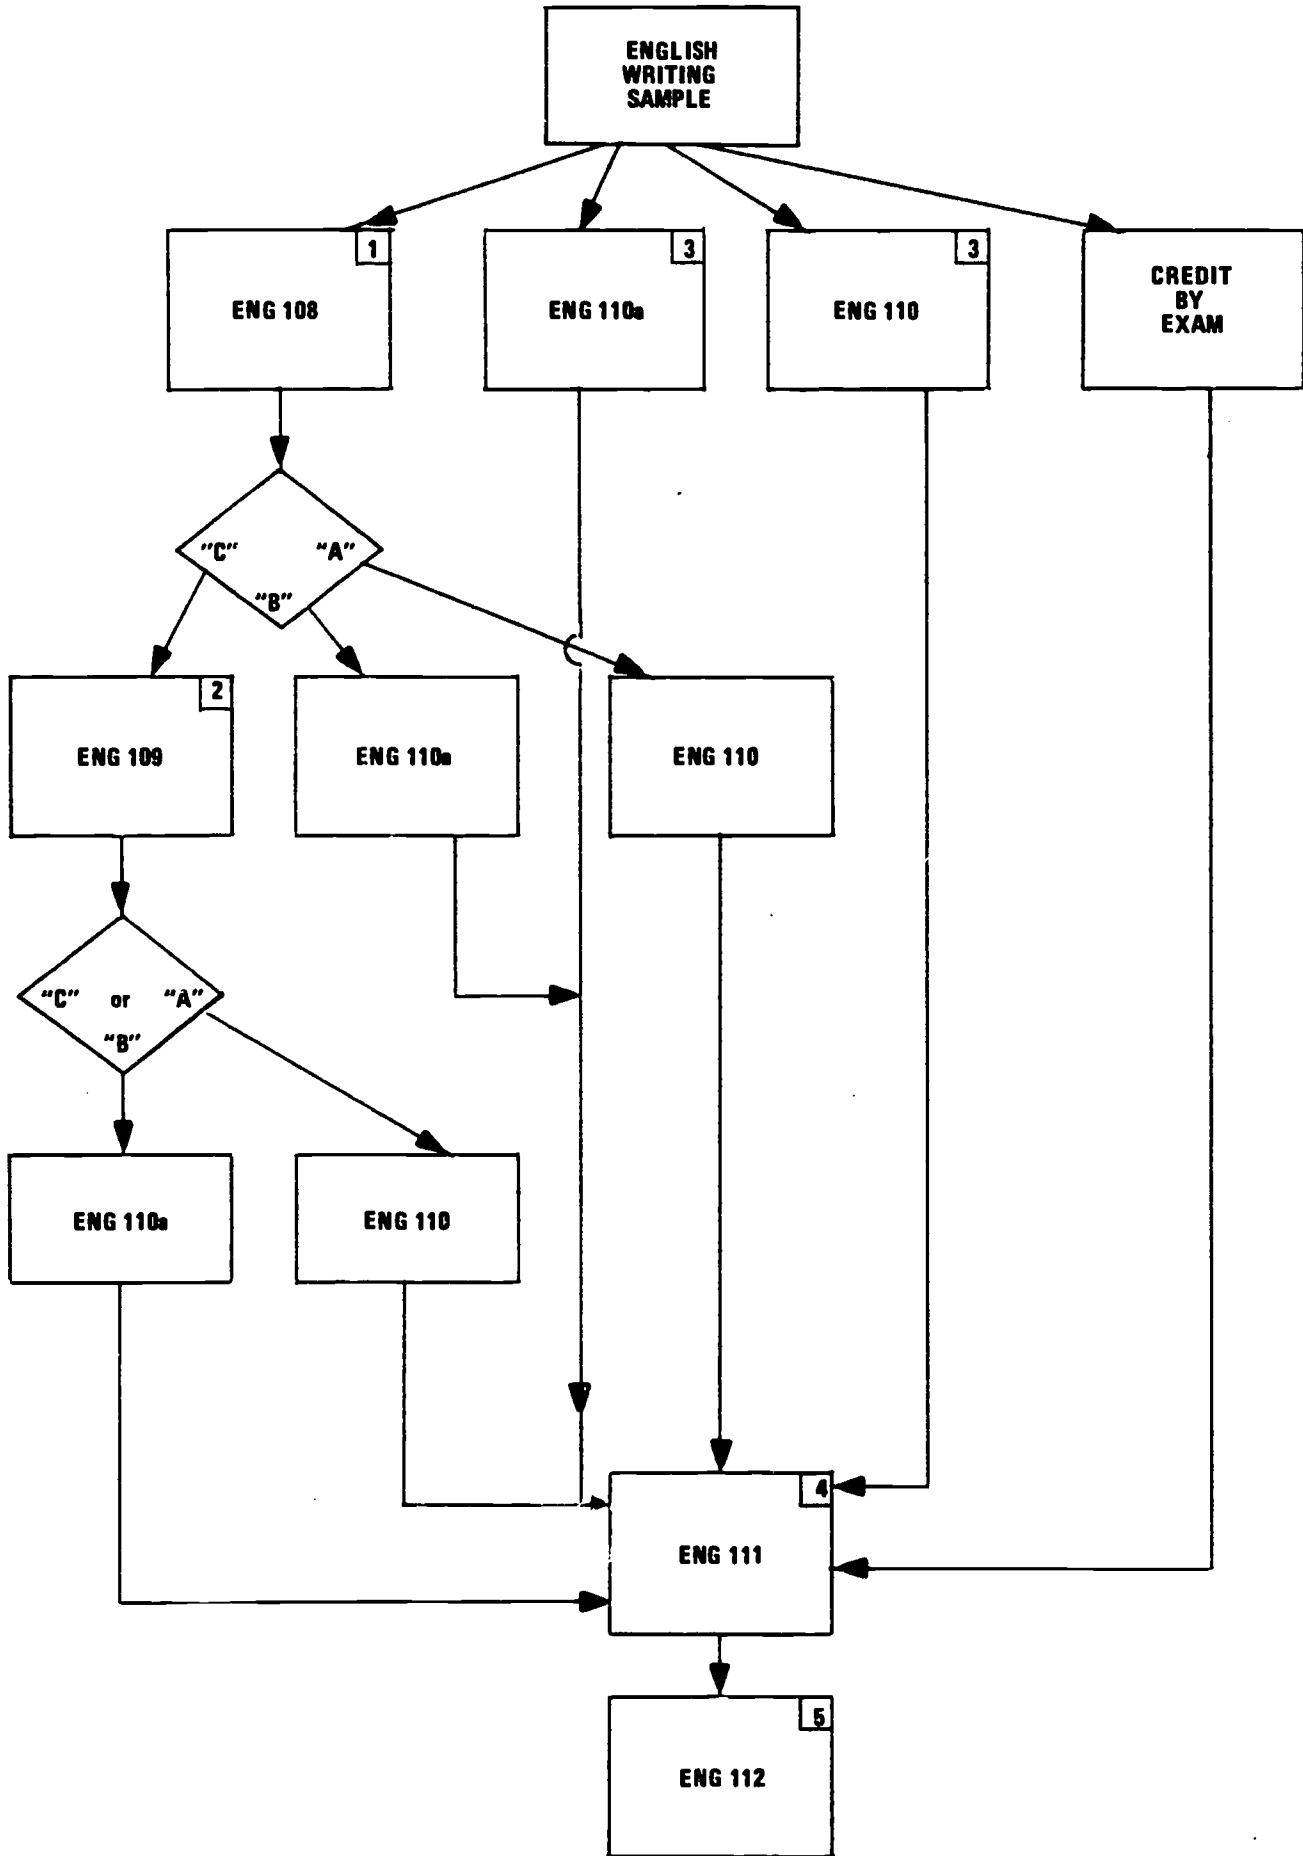 ENGLISH
WRITING
SAMPLE
1
ENG 108
3
ENG 110a
3
ENG 110
CREDIT
BY
EXAM
"C" "A"
"B"
2
ENG 109
ENG 110a
ENG 110
"C" or "A"
"B"
ENG 110a
ENG 110
4
ENG 111
5
ENG 112